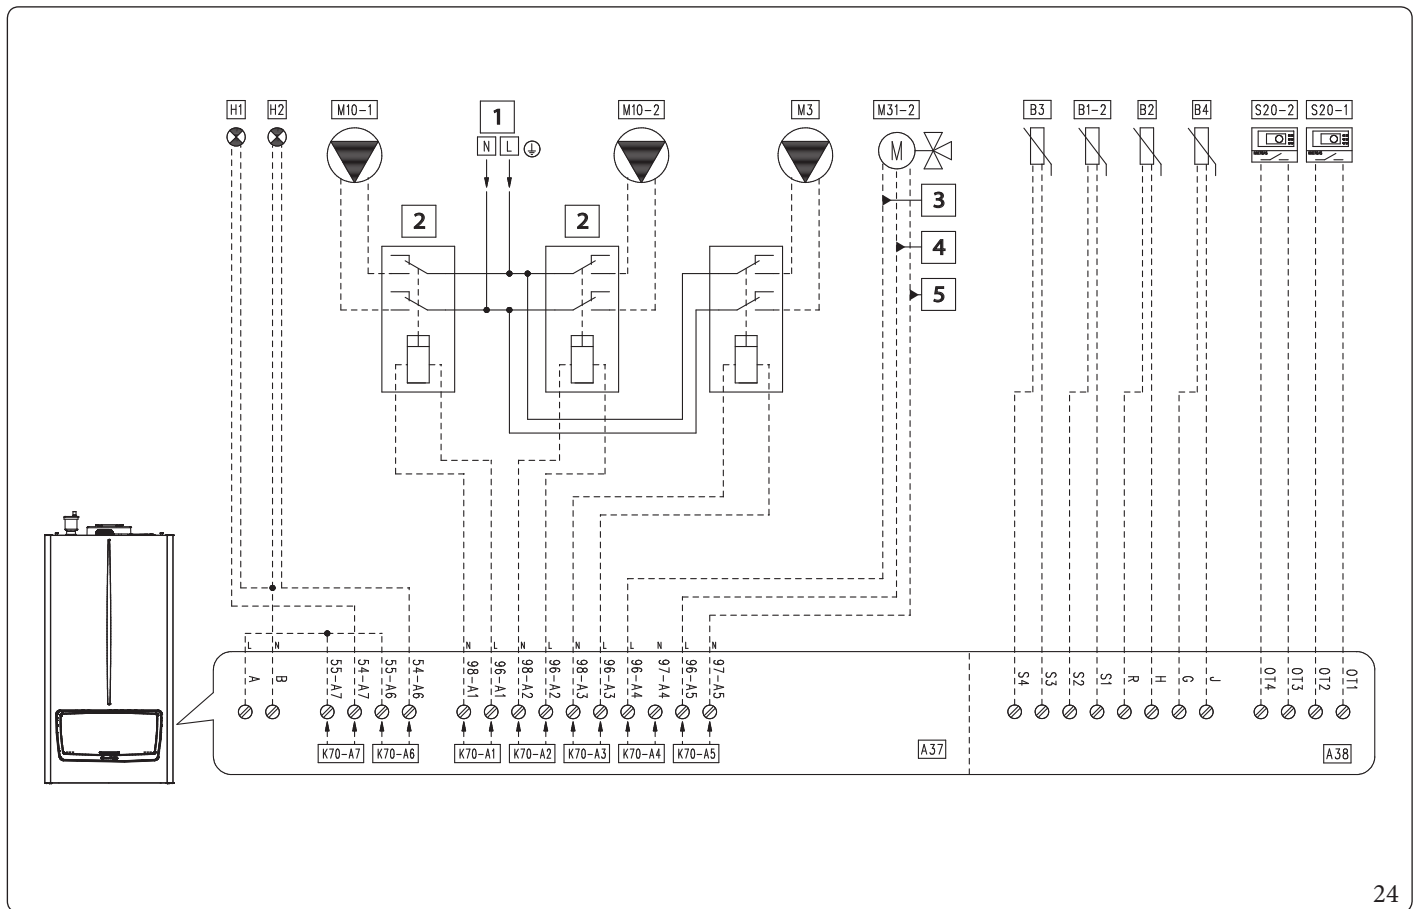 H1 H2 M10-1 1 M10-2 M3 M31-2 B3 B1-2 B2 B4 S20-2 S20-1
N L
M
2 2 3
4
5
L N N L N L N L L N L N
A B 55-A7 54-A7 55-A6 54-A6 98-A1 96-A1 98-A2 96-A2 98-A3 96-A3 96-A4 97-A4 96-A5 97-A5 S4 S3 S2 S1 R H G J OT4 OT3 OT2 OT1
K70-A7 K70-A6 K70-A1 K70-A2 K70-A3 K70-A4 K70-A5 A37 A38
24